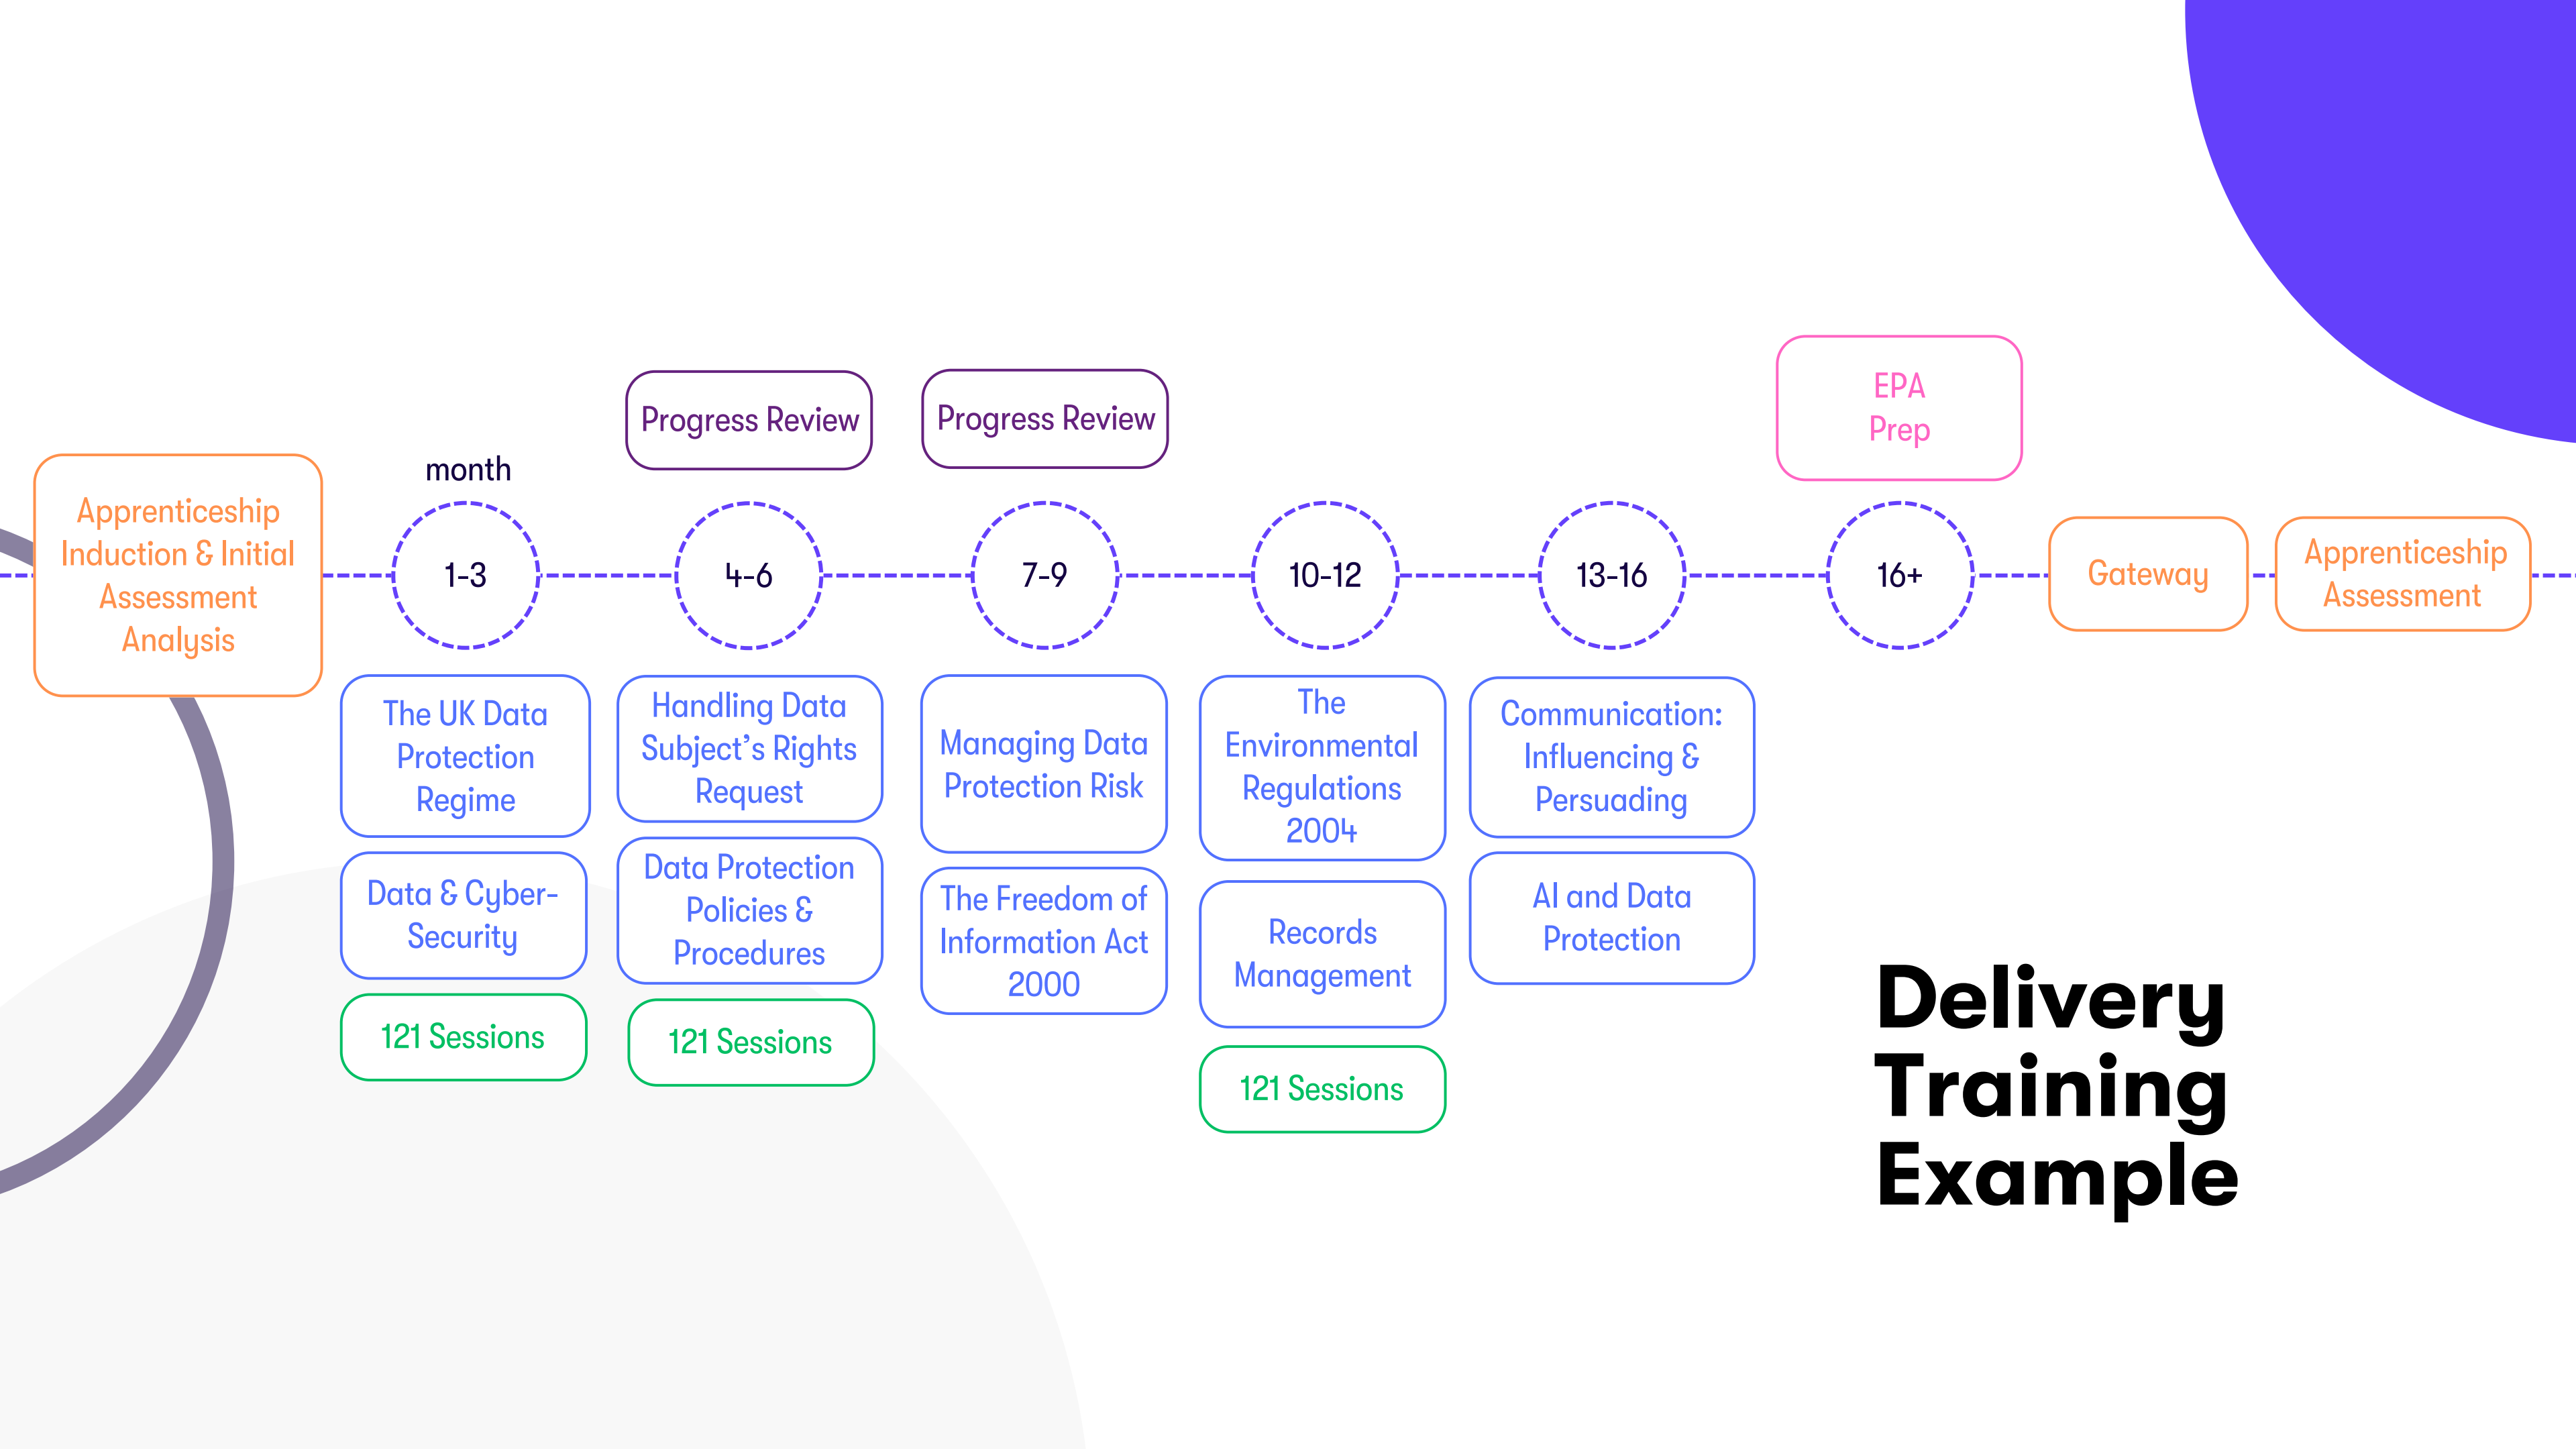 Apprenticeship
Induction & Initial
Assessment
Analysis
month
1-3
The UK Data
Protection
Regime
Data & Cyber-
Security
121 Sessions
Progress Review
4-6
Handling Data
Subject's Rights
Request
Data Protection
Policies &
Procedures
121 Sessions
Progress Review
7-9
Managing Data
Protection Risk
The Freedom of
Information Act
2000
10-12
The
Environmental
Regulations
2004
Records
Management
121 Sessions
13-16
Communication:
Influencing &
Persuading
AI and Data
Protection
EPA
Prep
16+
Gateway
Apprenticeship
Assessment
Delivery
Training
Example